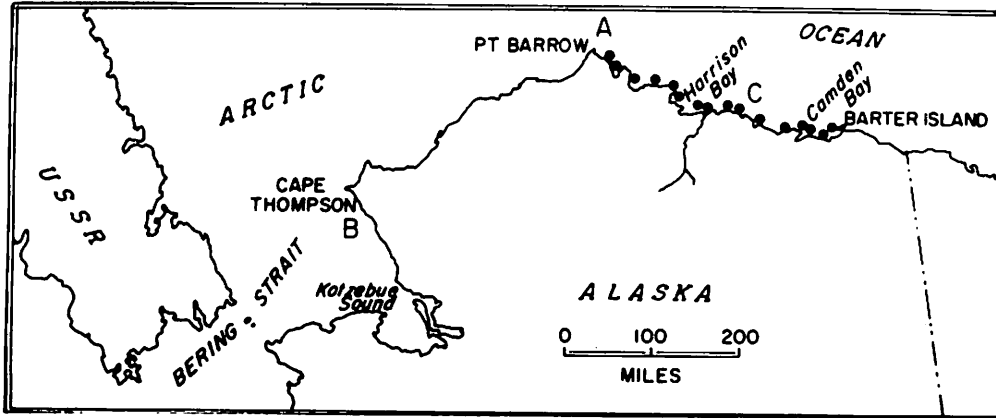 A
PT BARROW
OCEAN
Harrison
Bay
C
Camden
Bay
BARTER ISLAND
ARCTIC
USSR
CAPE
THOMPSON
B
BERING STRAIT
Kotzebue
Sound
ALASKA
0 100 200
MILES